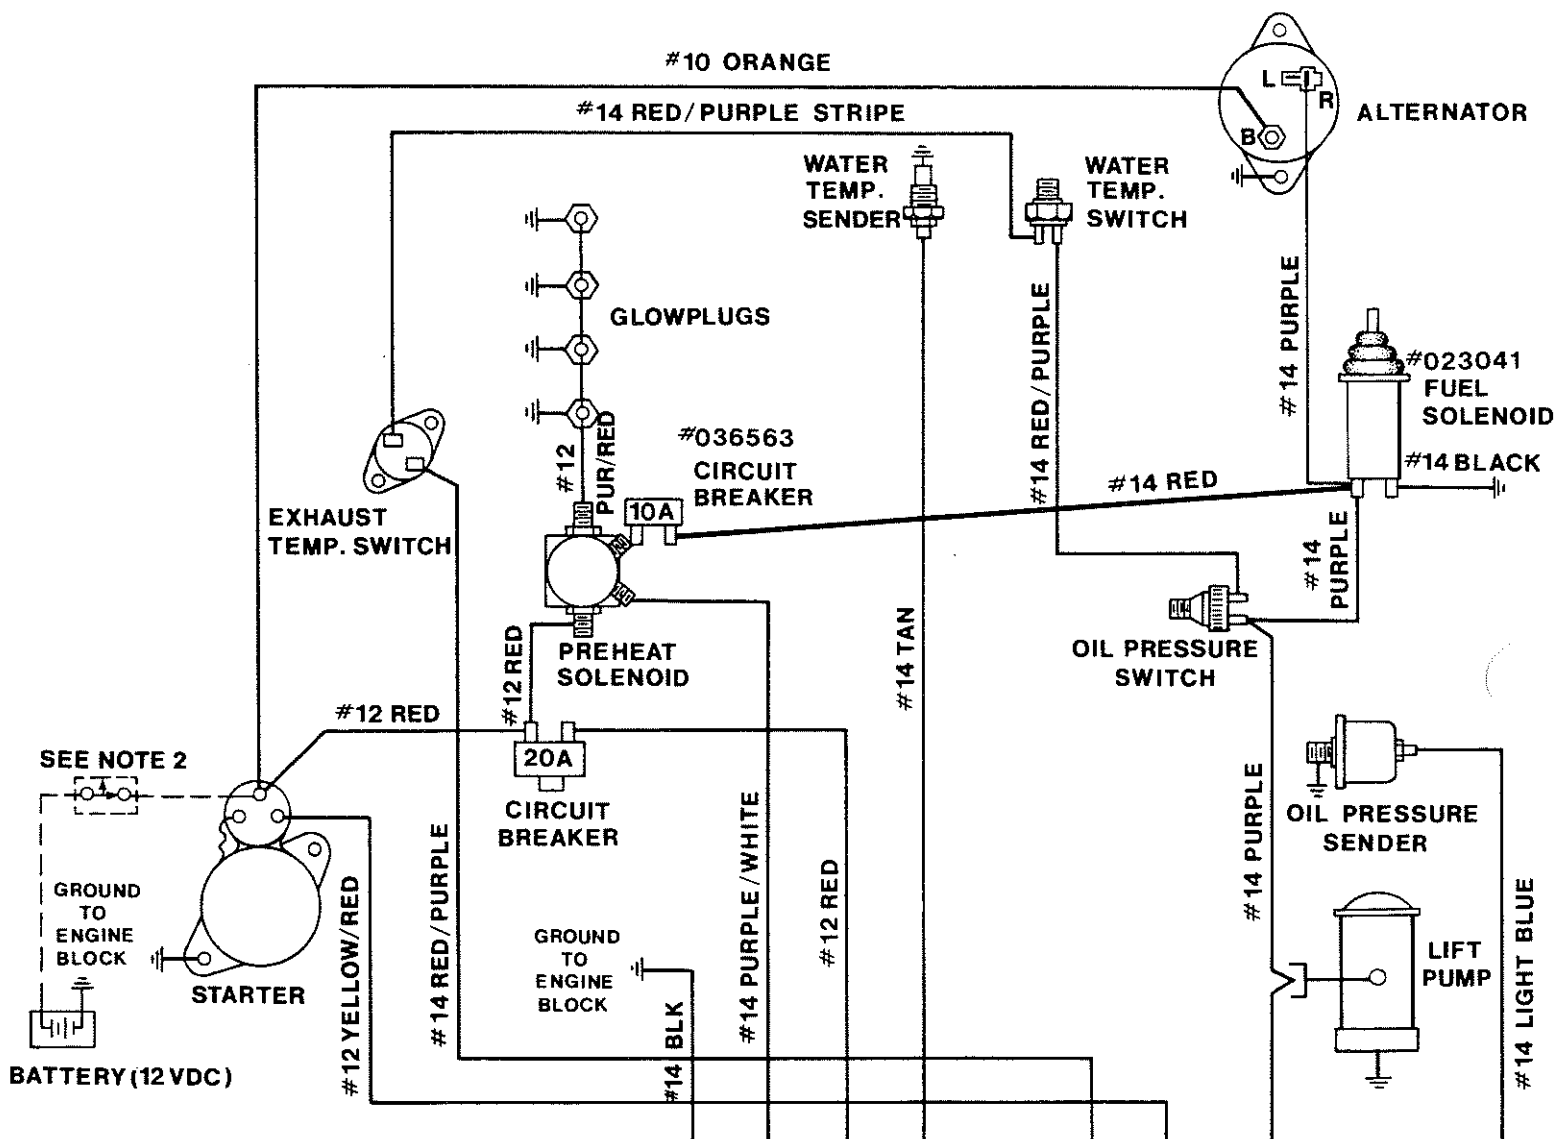 #10 ORANGE
#14 RED/PURPLE STRIPE
L
R
B
ALTERNATOR
WATER
TEMP.
SENDER
WATER
TEMP.
SWITCH
GLOWPLUGS
#14 RED/PURPLE
#14 PURPLE
#023041
FUEL
SOLENOID
#14 BLACK
#12
PUR/RED
#036563
CIRCUIT
BREAKER
10A
#14 RED
EXHAUST
TEMP. SWITCH
#14
PURPLE
PREHEAT
SOLENOID
#12 RED
#14 TAN
OIL PRESSURE
SWITCH
#12 RED
SEE NOTE 2
20A
CIRCUIT
BREAKER
OIL PRESSURE
SENDER
#14 PURPLE
GROUND
TO
ENGINE
BLOCK
STARTER
#12 YELLOW/RED
#14 RED/PURPLE
GROUND
TO
ENGINE
BLOCK
#14 BLK
#14 PURPLE/WHITE
#12 RED
LIFT
PUMP
#14 LIGHT BLUE
BATTERY (12 VDC)